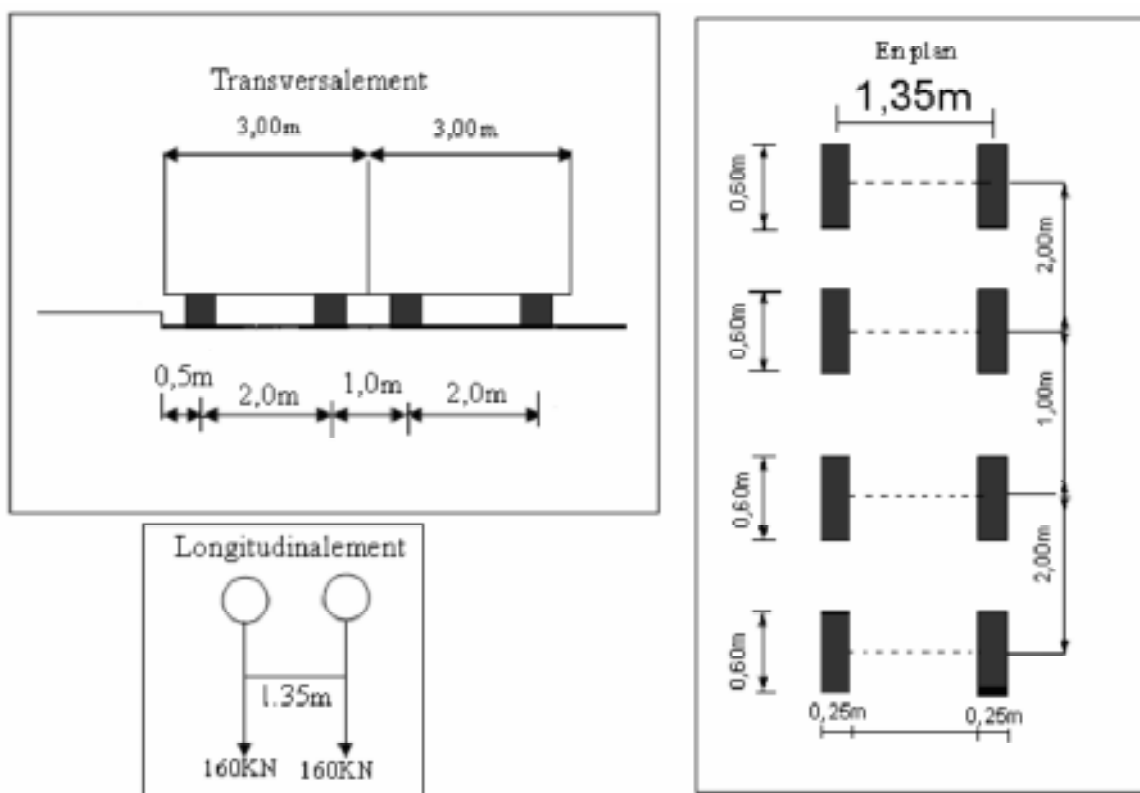 Transversalement
3,00m 3,00m
0,5m 2,0m 1,0m 2,0m
Longitudinalement
1.35m
160KN 160KN
En plan
1,35m
0,60m
2,00m
0,60m
1,00m
0,60m
2,00m
0,60m
0,25m 0,25m